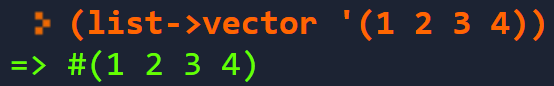 (list->vector '(1 2 3 4))
=> #(1 2 3 4)